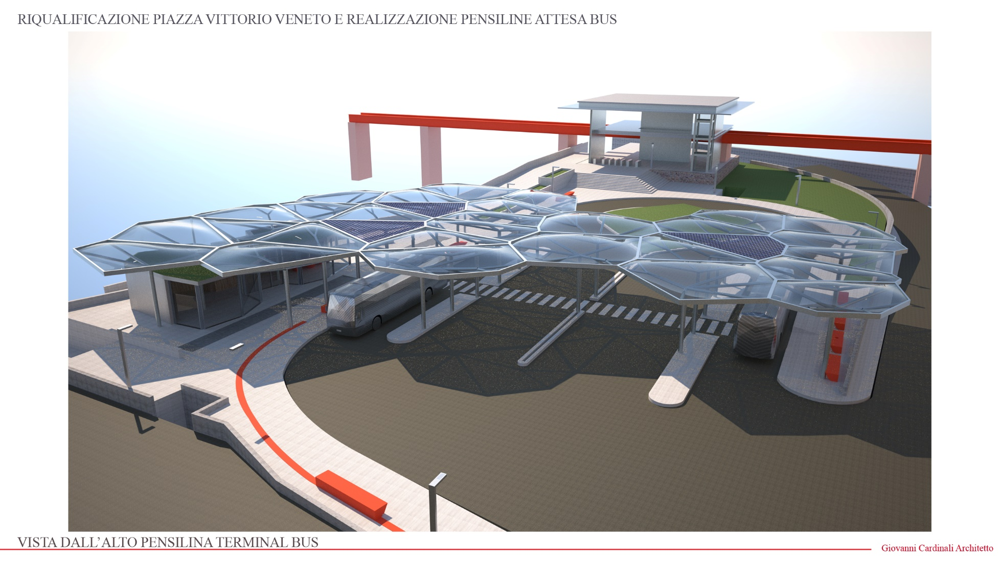 RIQUALIFICAZIONE PIAZZA VITTORIO VENETO E REALIZZAZIONE PENSILINE ATTESA BUS
VISTA DALL’ALTO PENSILINA TERMINAL BUS
Giovanni Cardinali Architetto